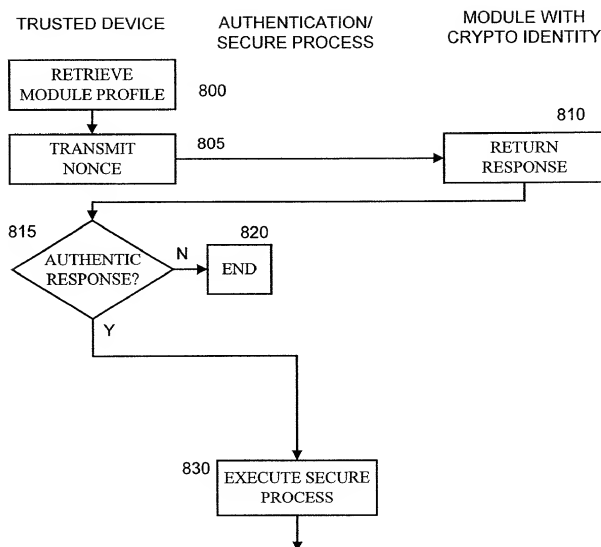 TRUSTED DEVICE
AUTHENTICATION/
SECURE PROCESS
MODULE WITH
CRYPTO IDENTITY
RETRIEVE
MODULE PROFILE
800
TRANSMIT
NONCE
805
810
RETURN
RESPONSE
815
AUTHENTIC
RESPONSE?
N
820
END
Y
830
EXECUTE SECURE
PROCESS